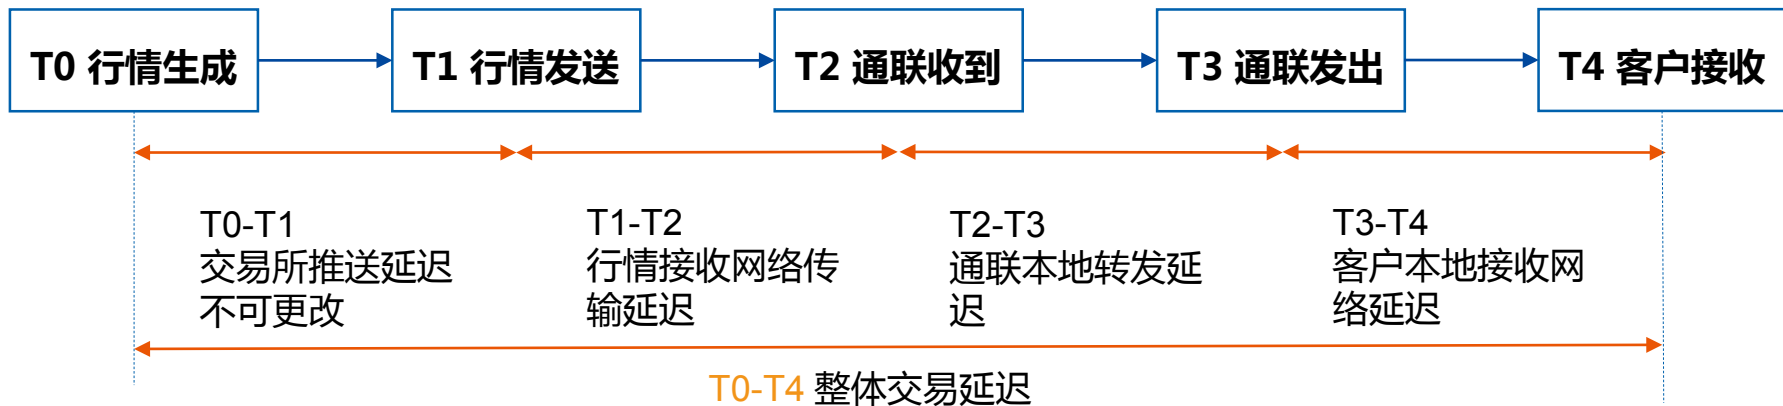 T0 行情生成
T1 行情发送
T2 通联收到
T3 通联发出
T4 客户接收
T0-T1
交易所推送延迟
不可更改
T1-T2
行情接收网络传
输延迟
T2-T3
通联本地转发延
迟
T3-T4
客户本地接收网
络延迟
T0-T4 整体交易延迟